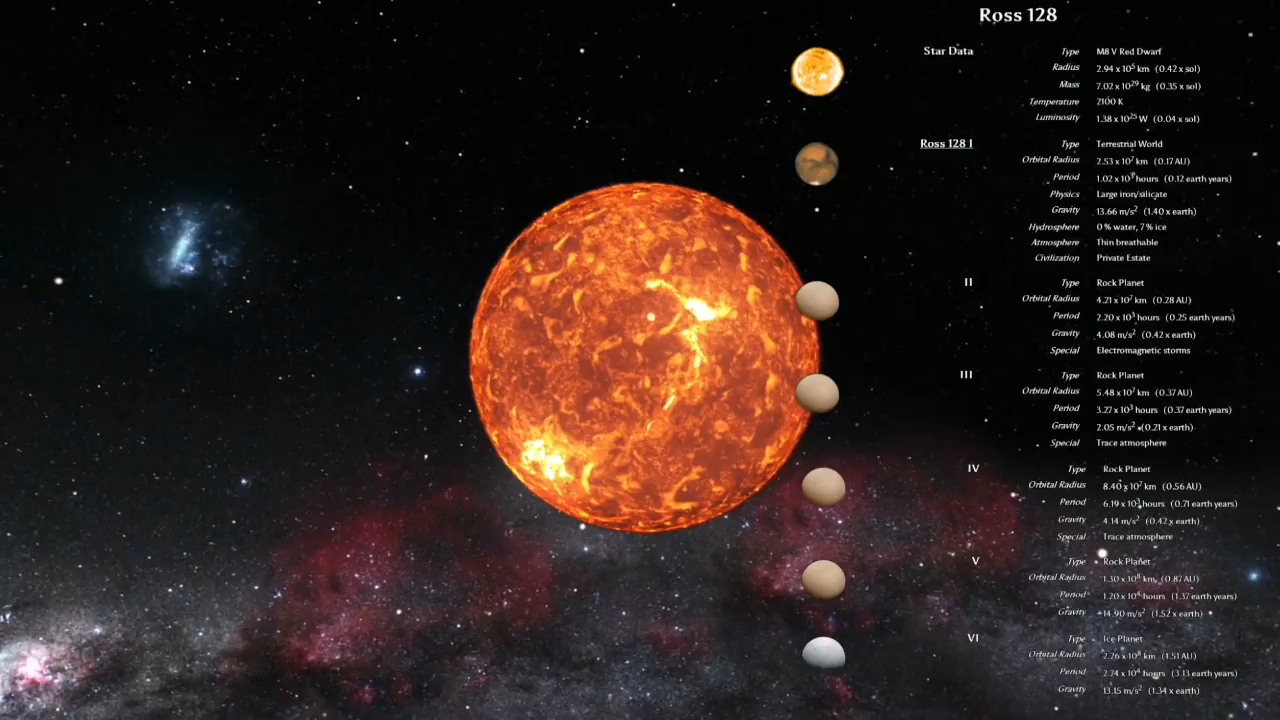 Ross 128
Star Data Type M8 V Red Dwarf
Radius 2.94 x 10⁵ km (0.42 x sol)
Mass 7.02 x 10²⁹ kg (0.35 x sol)
Temperature 2100 K
Luminosity 1.38 x 10²⁵ W (0.04 x sol)
Ross 128 I Type Terrestrial World
Orbital Radius 2.53 x 10⁷ km (0.17 AU)
Period 1.02 x 10³ hours (0.12 earth years)
Physics Large iron/silicate
Gravity 13.66 m/s² (1.40 x earth)
Hydrosphere 0 % water, 7 % ice
Atmosphere Thin breathable
Civilization Private Estate
II Type Rock Planet
Orbital Radius 4.21 x 10⁷ km (0.28 AU)
Period 2.20 x 10³ hours (0.25 earth years)
Gravity 4.08 m/s² (0.42 x earth)
Special Electromagnetic storms
III Type Rock Planet
Orbital Radius 5.48 x 10⁷ km (0.37 AU)
Period 3.27 x 10³ hours (0.37 earth years)
Gravity 2.05 m/s² (0.21 x earth)
Special Trace atmosphere
IV Type Rock Planet
Orbital Radius 8.40 x 10⁷ km (0.56 AU)
Period 6.19 x 10³ hours (0.71 earth years)
Gravity 4.14 m/s² (0.42 x earth)
Special Trace atmosphere
V Type Rock Planet
Orbital Radius 1.30 x 10⁸ km (0.87 AU)
Period 1.20 x 10⁴ hours (1.37 earth years)
Gravity 14.90 m/s² (1.52 x earth)
VI Type Ice Planet
Orbital Radius 2.26 x 10⁸ km (1.51 AU)
Period 2.74 x 10⁴ hours (3.13 earth years)
Gravity 13.15 m/s² (1.34 x earth)